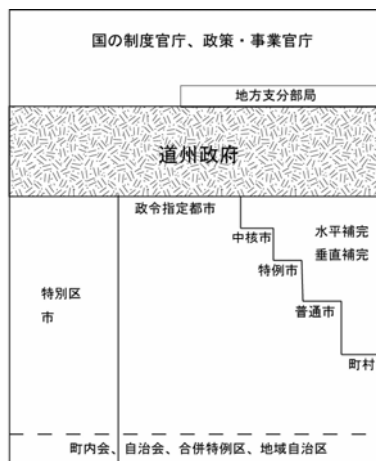 国の制度官庁、政策・事業官庁
地方支分部局
道州政府
政令指定都市
中核市
水平補完
垂直補完
特例市
特別区
市
普通市
町村
町内会、自治会、合併特例区、地域自治区